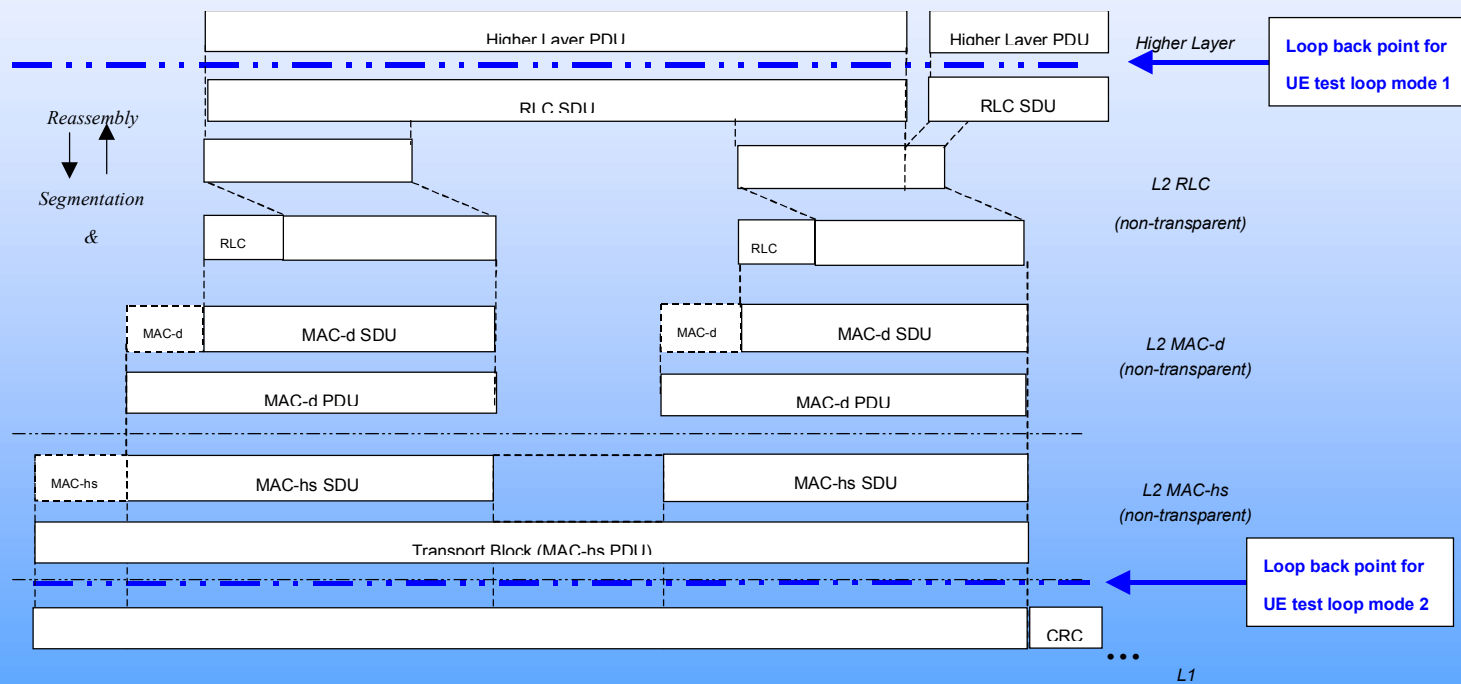 Higher Layer PDU
Higher Layer PDU
Higher Layer
Loop back point for
UE test loop mode 1
RLC SDU
RLC SDU
Reassembly
Segmentation
&
L2 RLC
(non-transparent)
RLC
RLC
MAC-d
MAC-d SDU
MAC-d
MAC-d SDU
L2 MAC-d
(non-transparent)
MAC-d PDU
MAC-d PDU
MAC-hs
MAC-hs SDU
MAC-hs SDU
L2 MAC-hs
(non-transparent)
Transport Block (MAC-hs PDU)
Loop back point for
UE test loop mode 2
CRC
...
L1